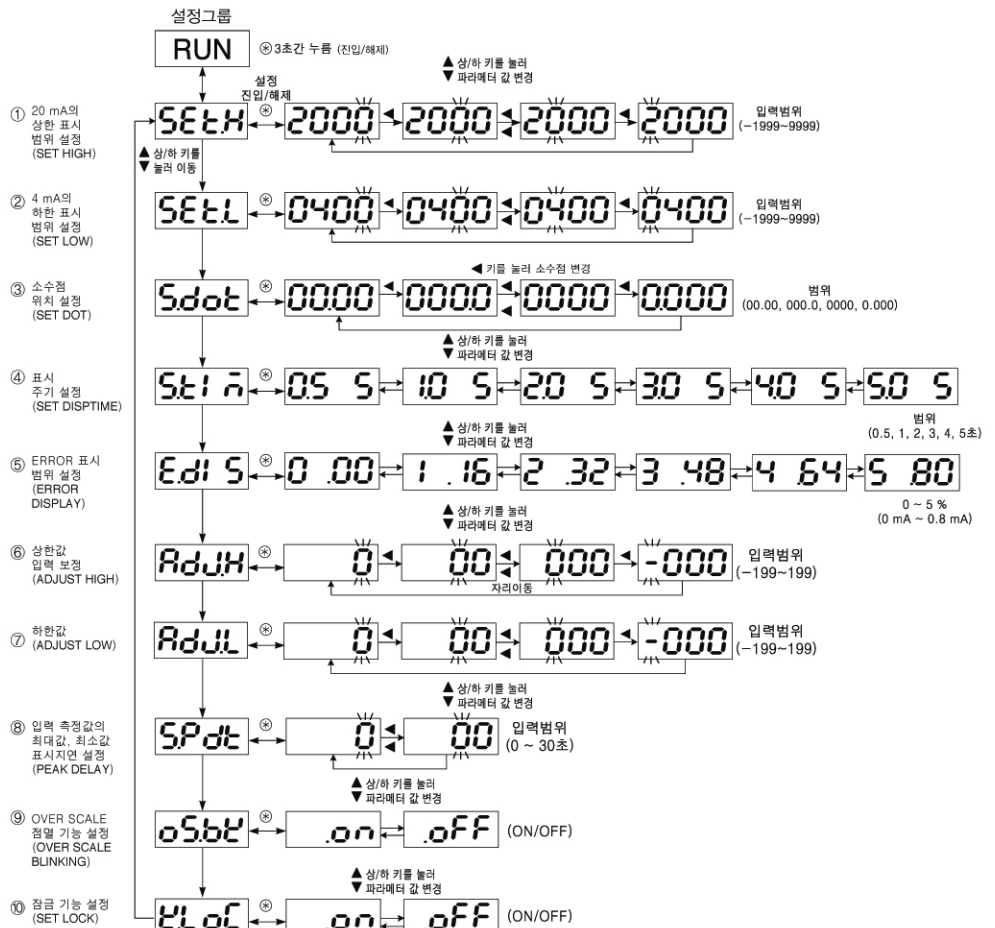 설정그룹
RUN
⊛3초간 누름 (진입/해제)
▲ 상/하 키를 눌러
▼ 파라메터 값 변경
설정
진입/해제
① 20 mA의
상한 표시
범위 설정
(SET HIGH)
SEt.H ⊛ 2000 2000 2000 2000
입력범위
(-1999~9999)
▲ 상/하 키를
▼ 눌러 이동
② 4 mA의
하한 표시
범위 설정
(SET LOW)
SEt.L ⊛ 0400 0400 0400 0400
입력범위
(-1999~9999)
◀ 키를 눌러 소수점 변경
③ 소수점
위치 설정
(SET DOT)
S.dot ⊛ 00.00 000.0 0000 0.000
범위
(00.00, 000.0, 0000, 0.000)
▲ 상/하 키를 눌러
▼ 파라메터 값 변경
④ 표시
주기 설정
(SET DISPTIME)
S.tI ⊛ 0.5 S 1.0 S 2.0 S 3.0 S 4.0 S 5.0 S
범위
(0.5, 1, 2, 3, 4, 5초)
▲ 상/하 키를 눌러
▼ 파라메터 값 변경
⑤ ERROR 표시
범위 설정
(ERROR
DISPLAY)
E.dI S ⊛ 0 .00 1 .16 2 .32 3 .48 4 .64 5 .80
0 ~ 5 %
(0 mA ~ 0.8 mA)
▲ 상/하 키를 눌러
▼ 파라메터 값 변경
⑥ 상한값
입력 보정
(ADJUST HIGH)
AdJ.H ⊛ 0 00 000 -000
입력범위
(-199~199)
자리이동
⑦ 하한값
(ADJUST LOW)
AdJ.L ⊛ 0 00 000 -000
입력범위
(-199~199)
▲ 상/하 키를 눌러
▼ 파라메터 값 변경
⑧ 입력 측정값의
최대값, 최소값
표시지연 설정
(PEAK DELAY)
S.P dt ⊛ 0 00
입력범위
(0 ~ 30초)
▲ 상/하 키를 눌러
▼ 파라메터 값 변경
⑨ OVER SCALE
점멸 기능 설정
(OVER SCALE
BLINKING)
oS.bK ⊛ .on .oFF (ON/OFF)
▲ 상/하 키를 눌러
▼ 파라메터 값 변경
⑩ 잠금 기능 설정
(SET LOCK)
K.LoC ⊛ .on .oFF (ON/OFF)